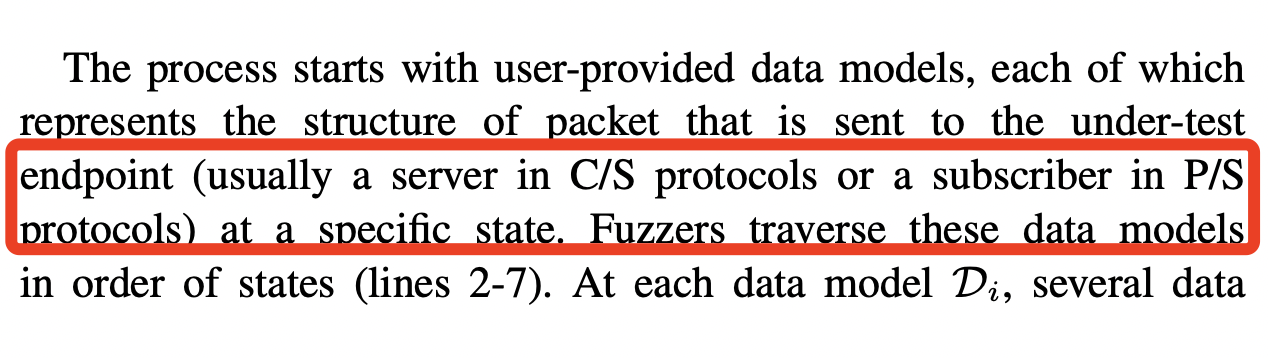 The process starts with user-provided data models, each of which
represents the structure of packet that is sent to the under-test
endpoint (usually a server in C/S protocols or a subscriber in P/S
protocols) at a specific state. Fuzzers traverse these data models
in order of states (lines 2-7). At each data model 𝒟ᵢ, several data